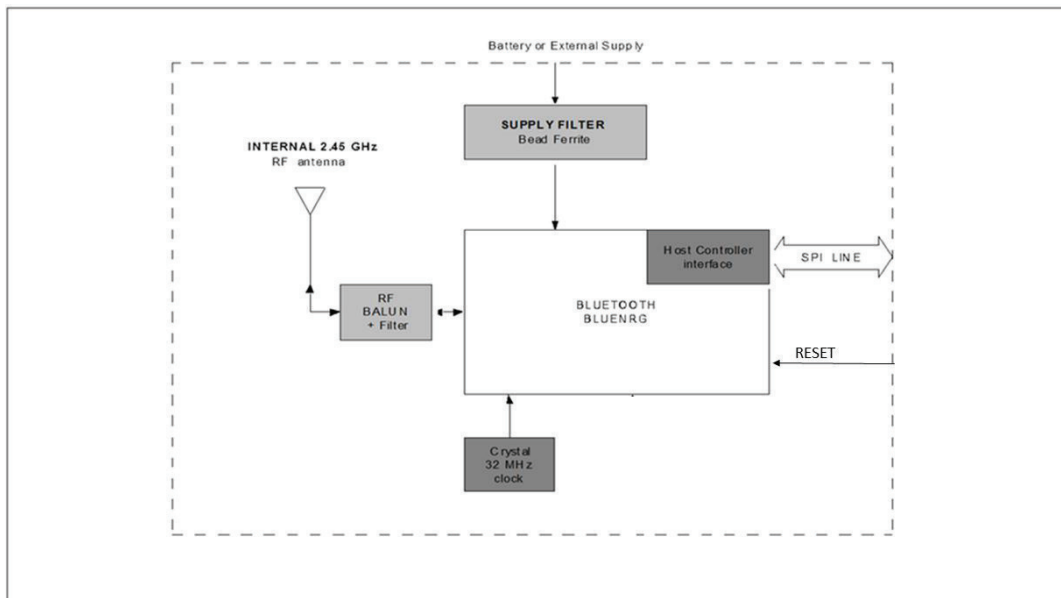 Battery or External Supply
SUPPLY FILTER
Bead Ferrite
INTERNAL 2.45 GHz
RF antenna
Host Controller
interface
SPI LINE
RF
BALUN
+ Filter
BLUETOOTH
BLUENRG
RESET
Crystal
32 MHz
clock